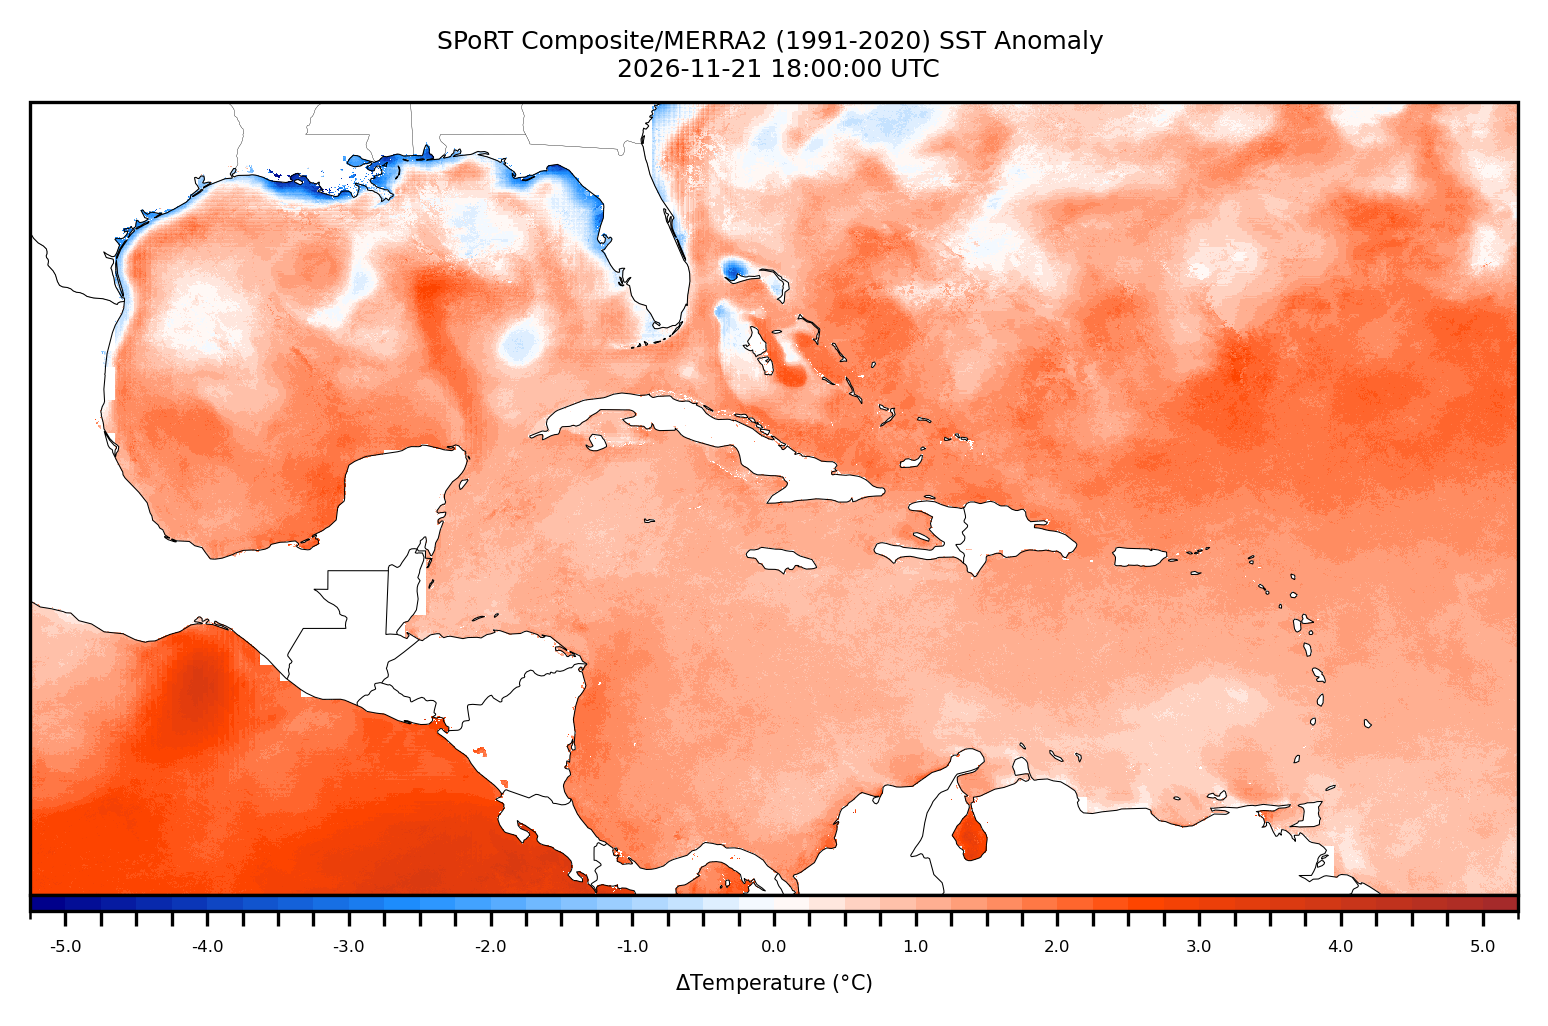 SPoRT Composite/MERRA2 (1991-2020) SST Anomaly
2026-11-21 18:00:00 UTC
-5.0 -4.0 -3.0 -2.0 -1.0 0.0 1.0 2.0 3.0 4.0 5.0
ΔTemperature (°C)